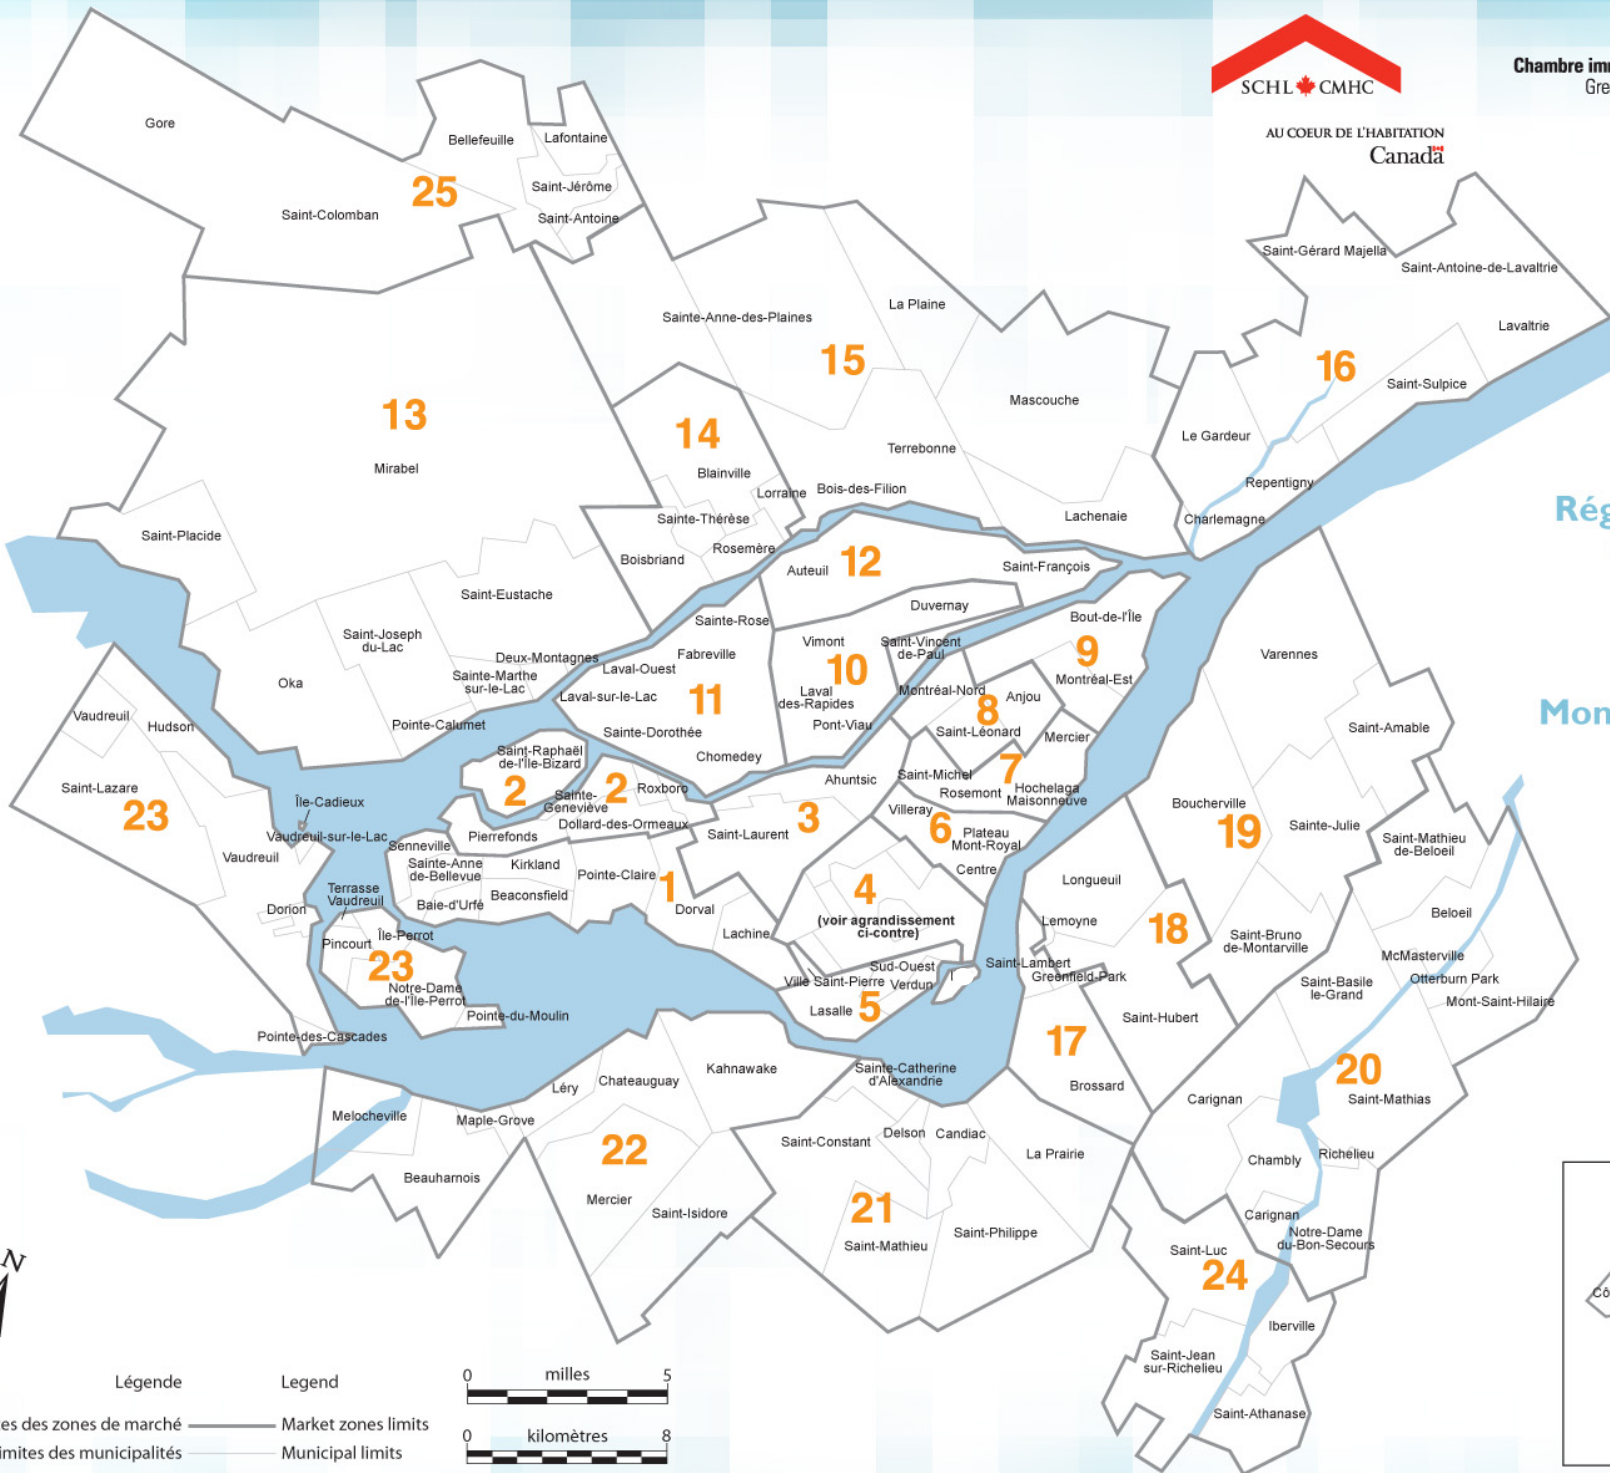 SCHL CMHC
AU COEUR DE L'HABITATION
Canada
Gore
Bellefeuille
Lafontaine
Saint-Jérôme
25
Saint-Colomban
Saint-Antoine
Saint-Gérard Majella
Saint-Antoine-de-Lavaltrie
Lavaltrie
16
Saint-Sulpice
Le Gardeur
Repentigny
Charlemagne
Sainte-Anne-des-Plaines
La Plaine
15
Mascouche
Terrebonne
Bois-des-Filion
Lachenaie
13
Mirabel
14
Blainville
Lorraine
Sainte-Thérèse
Rosemère
Boisbriand
Saint-Placide
Saint-Eustache
Saint-Joseph
du-Lac
Deux-Montagnes
Sainte-Marthe
sur-le-Lac
Oka
Pointe-Calumet
Auteuil
12
Saint-François
Duvernay
Sainte-Rose
Fabreville
Laval-Ouest
Laval-sur-le-Lac
11
Sainte-Dorothée
Chomedey
Vimont
Saint-Vincent
de-Paul
10
Laval
des-Rapides
Pont-Viau
Bout-de-l'Île
9
Montréal-Est
Montréal-Nord
Anjou
8
Saint-Léonard
Mercier
Saint-Michel
7
Rosemont
Hochelaga
Maisonneuve
Ahuntsic
Villeray
6
Plateau
Mont-Royal
Centre
3
Saint-Laurent
Saint-Raphaël
de-l'Île-Bizard
2
2
Roxboro
Sainte-
Geneviève
Dollard-des-Ormeaux
Pierrefonds
Senneville
Sainte-Anne
de-Bellevue
Kirkland
Pointe-Claire
1
Baie-d'Urfé
Beaconsfield
Dorval
Lachine
4
(voir agrandissement
ci-contre)
Sud-Ouest
I
Ville Saint-Pierre
Verdun
Lasalle
5
Vaudreuil
Hudson
Saint-Lazare
23
Île-Cadieux
Vaudreuil-sur-le-Lac
Vaudreuil
Terrasse
Vaudreuil
Dorion
Pincourt
Île-Perrot
23
Notre-Dame
de-l'Île-Perrot
Pointe-du-Moulin
Pointe-des-Cascades
Varennes
Saint-Amable
Boucherville
19
Sainte-Julie
Saint-Mathieu
de-Beloeil
Longueuil
Lemoyne
18
Saint-Bruno
de-Montarville
Saint-Lambert
Greenfield-Park
Saint-Hubert
17
Brossard
Beloeil
McMasterville
Saint-Basile
le-Grand
Otterburn Park
Mont-Saint-Hilaire
20
Carignan
Saint-Mathias
Chambly
Richelieu
Carignan
Notre-Dame
du-Bon-Secours
Sainte-Catherine
d'Alexandrie
Saint-Constant
Delson
Candiac
La Prairie
21
Saint-Mathieu
Saint-Philippe
Kahnawake
Chateauguay
Léry
Maple-Grove
Melocheville
Beauharnois
22
Mercier
Saint-Isidore
Saint-Luc
24
Iberville
Saint-Jean
sur-Richelieu
Saint-Athanase
N
Légende
Legend
des zones de marché
Market zones limits
des municipalités
Municipal limits
0 milles 5
0 kilomètres 8